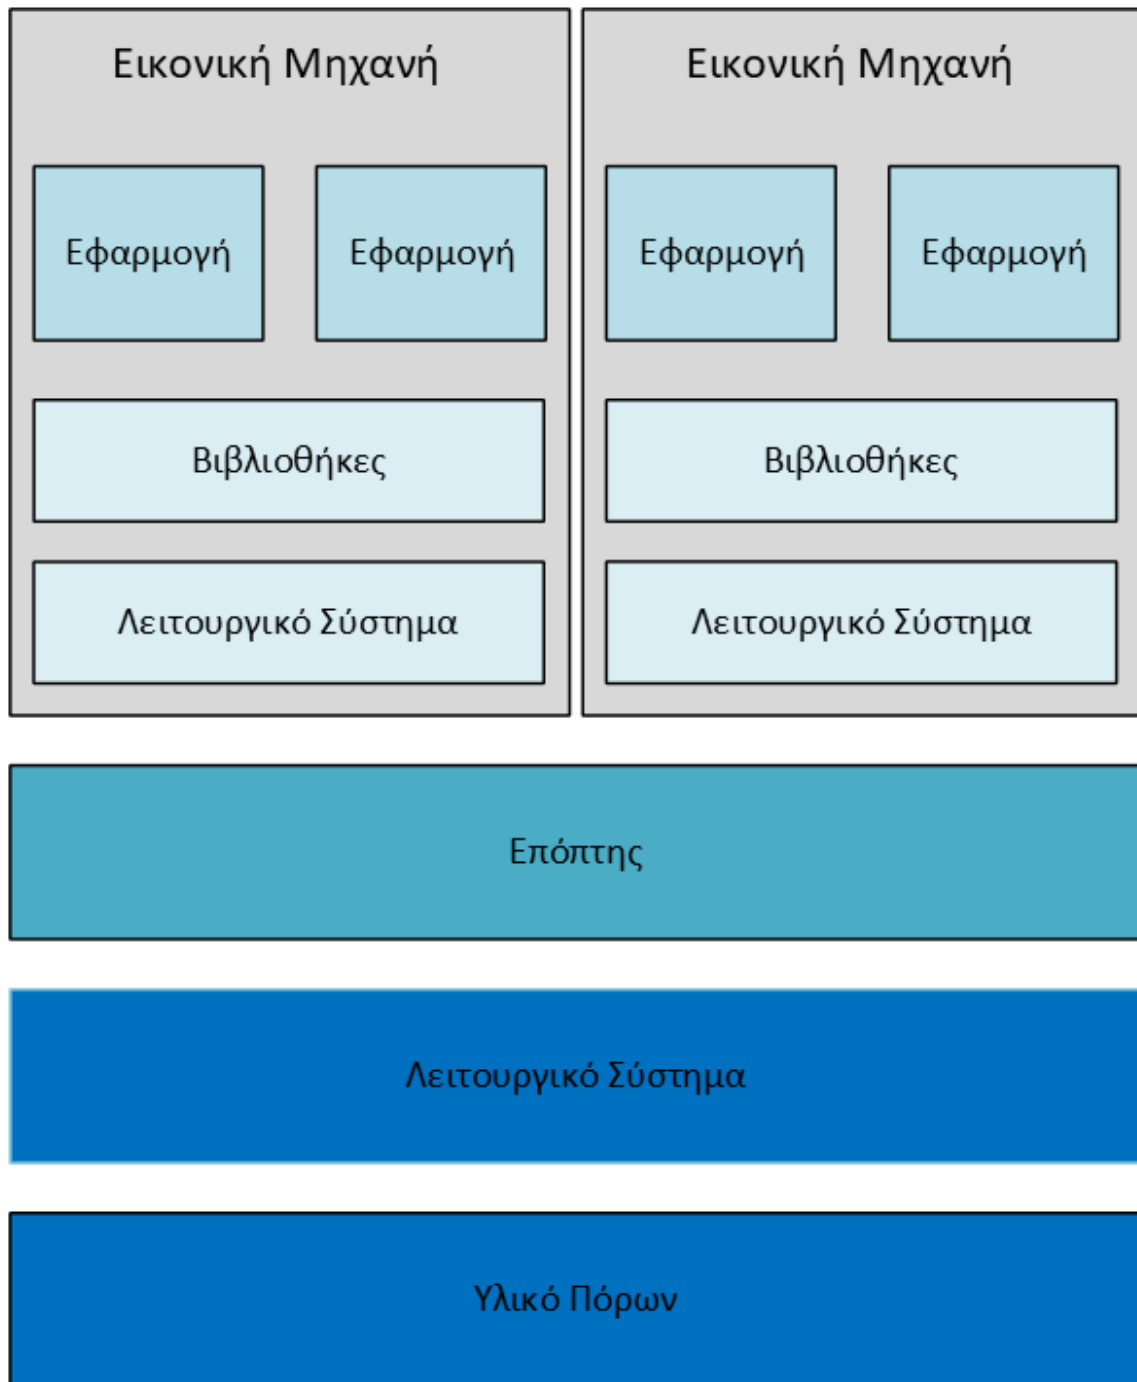 Εικονική Μηχανή
Εικονική Μηχανή
Εφαρμογή
Εφαρμογή
Εφαρμογή
Εφαρμογή
Βιβλιοθήκες
Βιβλιοθήκες
Λειτουργικό Σύστημα
Λειτουργικό Σύστημα
Επόπτης
Λειτουργικό Σύστημα
Υλικό Πόρων